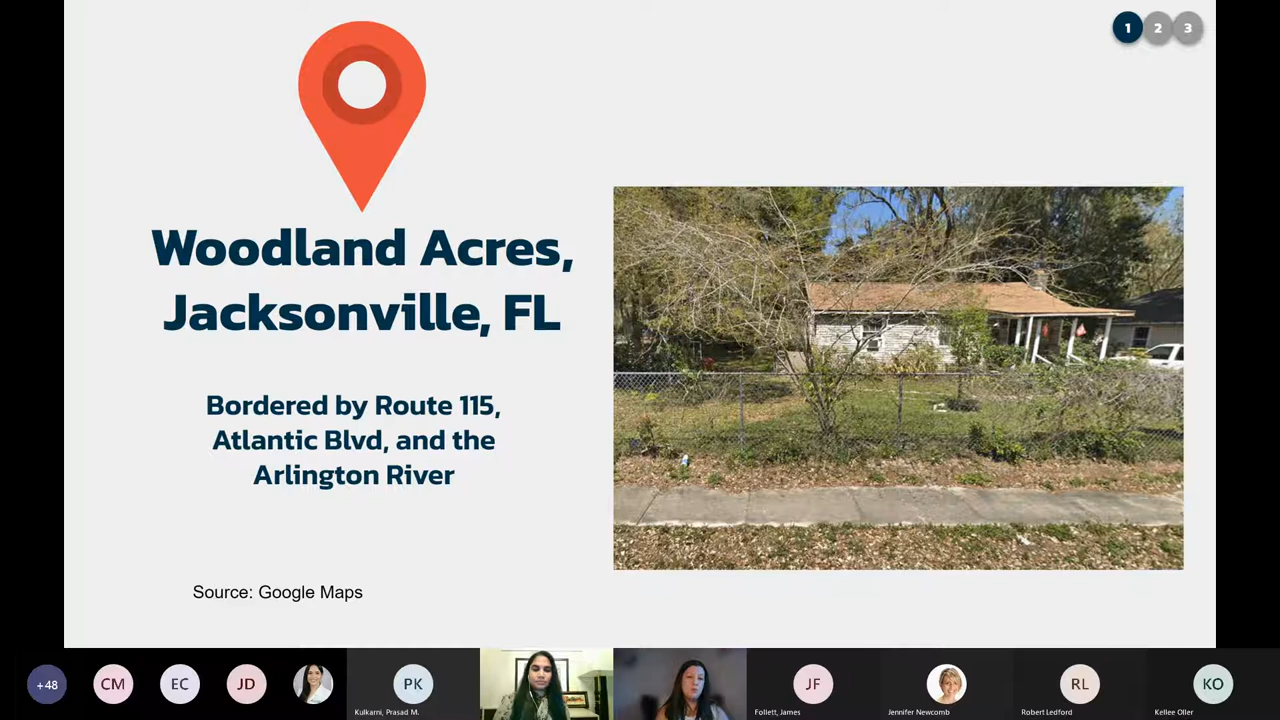 1 2 3
Woodland Acres,
Jacksonville, FL
Bordered by Route 115,
Atlantic Blvd, and the
Arlington River
Source: Google Maps
+48
CM
EC
JD
PK
JF
RL
KO
Kulkarni, Prasad M.
Follett, James
Jennifer Newcomb
Robert Ledford
Kellee Oller